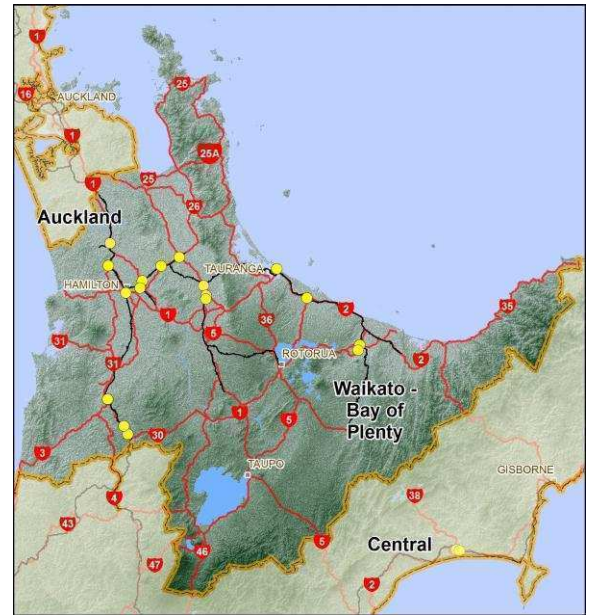 1
25
16
AUCKLAND
1
25A
1
25
26
Auckland
TAURANGA
HAMILTON
35
1
36
2
31
5
ROTORUA
2
31
Waikato -
Bay of
Plenty
1
5
3
30
TAUPO
GISBORNE
4
38
43
5
Central
46
47
2